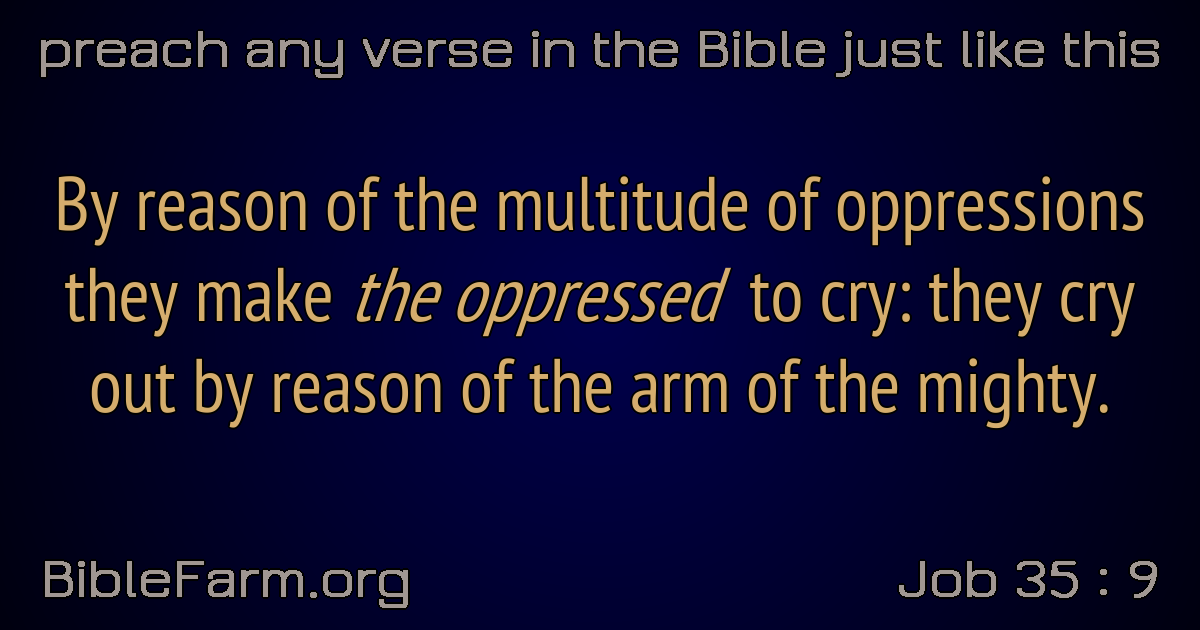 preach any verse in the Bible just like this
By reason of the multitude of oppressions
they make the oppressed to cry: they cry
out by reason of the arm of the mighty.
BibleFarm.org
Job 35 : 9